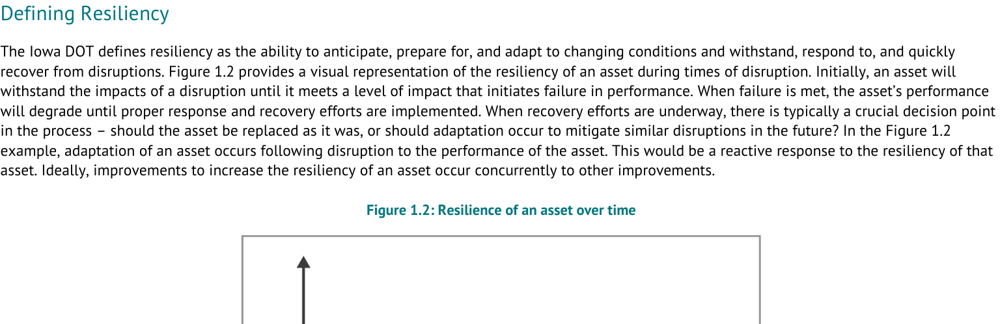 Defining Resiliency
The Iowa DOT defines resiliency as the ability to anticipate, prepare for, and adapt to changing conditions and withstand, respond to, and quickly
recover from disruptions. Figure 1.2 provides a visual representation of the resiliency of an asset during times of disruption. Initially, an asset will
withstand the impacts of a disruption until it meets a level of impact that initiates failure in performance. When failure is met, the asset’s performance
will degrade until proper response and recovery efforts are implemented. When recovery efforts are underway, there is typically a crucial decision point
in the process – should the asset be replaced as it was, or should adaptation occur to mitigate similar disruptions in the future? In the Figure 1.2
example, adaptation of an asset occurs following disruption to the performance of the asset. This would be a reactive response to the resiliency of that
asset. Ideally, improvements to increase the resiliency of an asset occur concurrently to other improvements.
Figure 1.2: Resilience of an asset over time